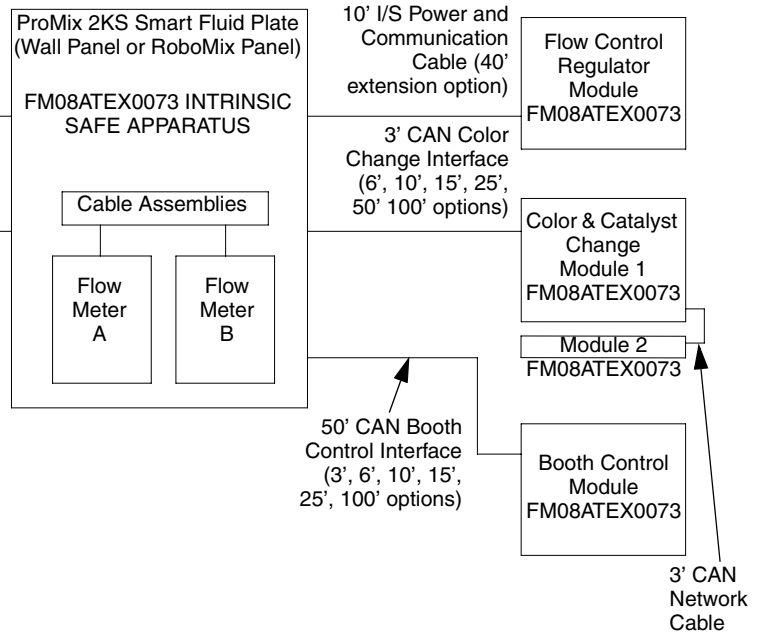 ProMix 2KS Smart Fluid Plate
(Wall Panel or RoboMix Panel)
FM08ATEX0073 INTRINSIC
SAFE APPARATUS
Cable Assemblies
Flow
Meter
A
Flow
Meter
B
10’ I/S Power and
Communication
Cable (40’
extension option)
Flow Control
Regulator
Module
FM08ATEX0073
3’ CAN Color
Change Interface
(6’, 10’, 15’, 25’,
50’ 100’ options)
Color & Catalyst
Change
Module 1
FM08ATEX0073
Module 2
FM08ATEX0073
50’ CAN Booth
Control Interface
(3’, 6’, 10’, 15’,
25’, 100’ options)
Booth Control
Module
FM08ATEX0073
3’ CAN
Network
Cable